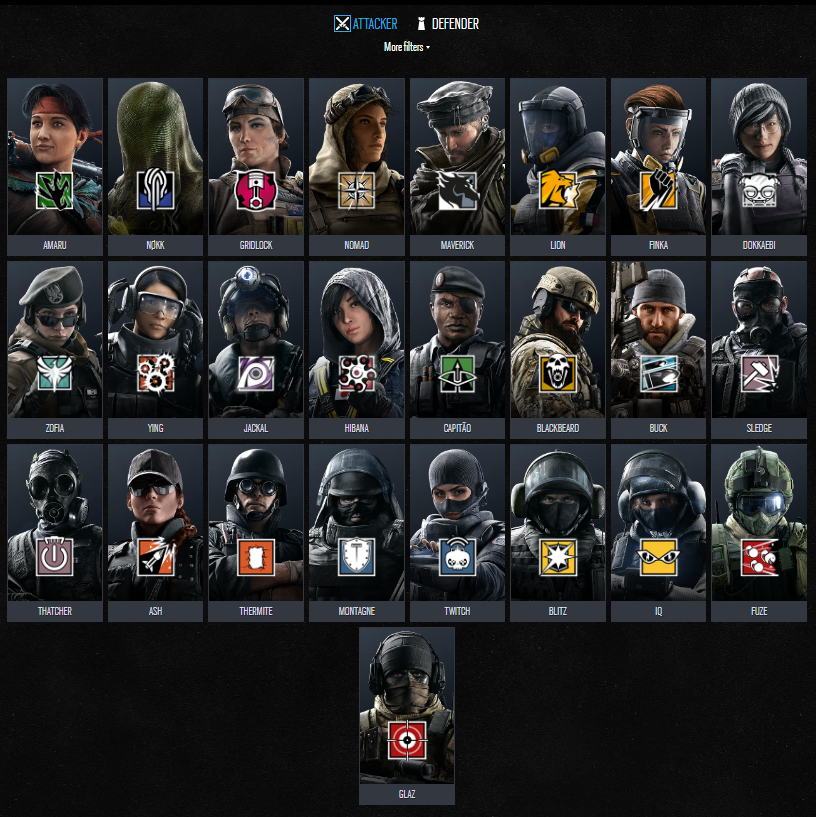 ATTACKER DEFENDER
More filters
AMARU NØKK GRIDLOCK NOMAD MAVERICK LION FINKA DOKKAEBI
ZOFIA YING JACKAL HIBANA CAPITÃO BLACKBEARD BUCK SLEDGE
THATCHER ASH THERMITE MONTAGNE TWITCH BLITZ IQ FUZE
GLAZ